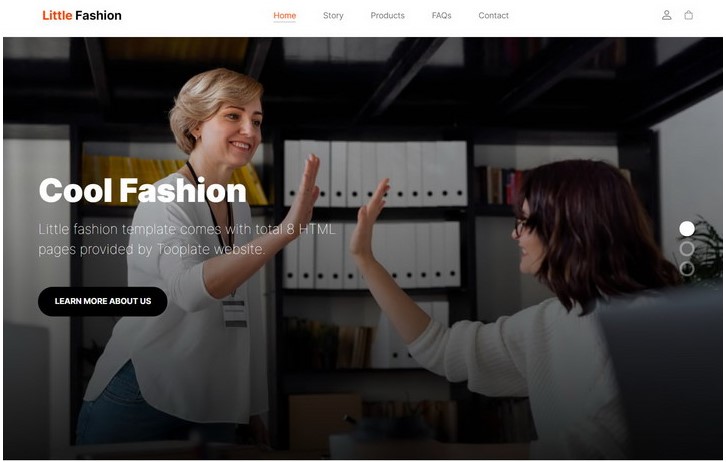 Little Fashion
Home
Story
Products
FAQs
Contact
Cool Fashion
Little fashion template comes with total 8 HTML
pages provided by Tooplate website.
LEARN MORE ABOUT US